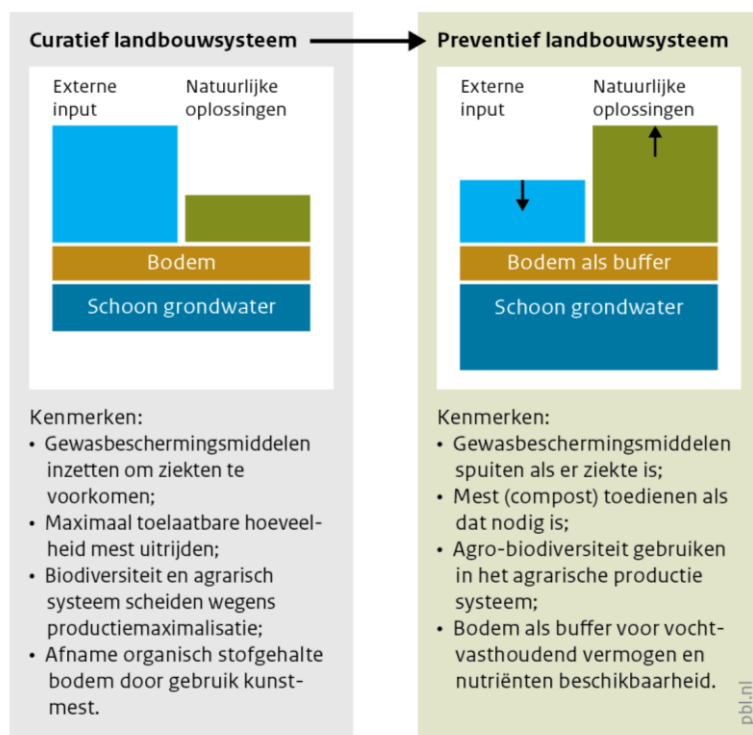 Curatief landbouwsysteem
Externe
input
Natuurlijke
oplossingen
Bodem
Schoon grondwater
Kenmerken:
• Gewasbeschermingsmiddelen
inzetten om ziekten te
voorkomen;
• Maximaal toelaatbare hoeveel-
heid mest uitrijden;
• Biodiversiteit en agrarisch
systeem scheiden wegens
productiemaximalisatie;
• Afname organisch stofgehalte
bodem door gebruik kunst-
mest.
Preventief landbouwsysteem
Externe
input
Natuurlijke
oplossingen
Bodem als buffer
Schoon grondwater
Kenmerken:
• Gewasbeschermingsmiddelen
spuiten als er ziekte is;
• Mest (compost) toedienen als
dat nodig is;
• Agro-biodiversiteit gebruiken
in het agrarische productie
systeem;
• Bodem als buffer voor vocht-
vasthoudend vermogen en
nutriënten beschikbaarheid.
pbl.nl